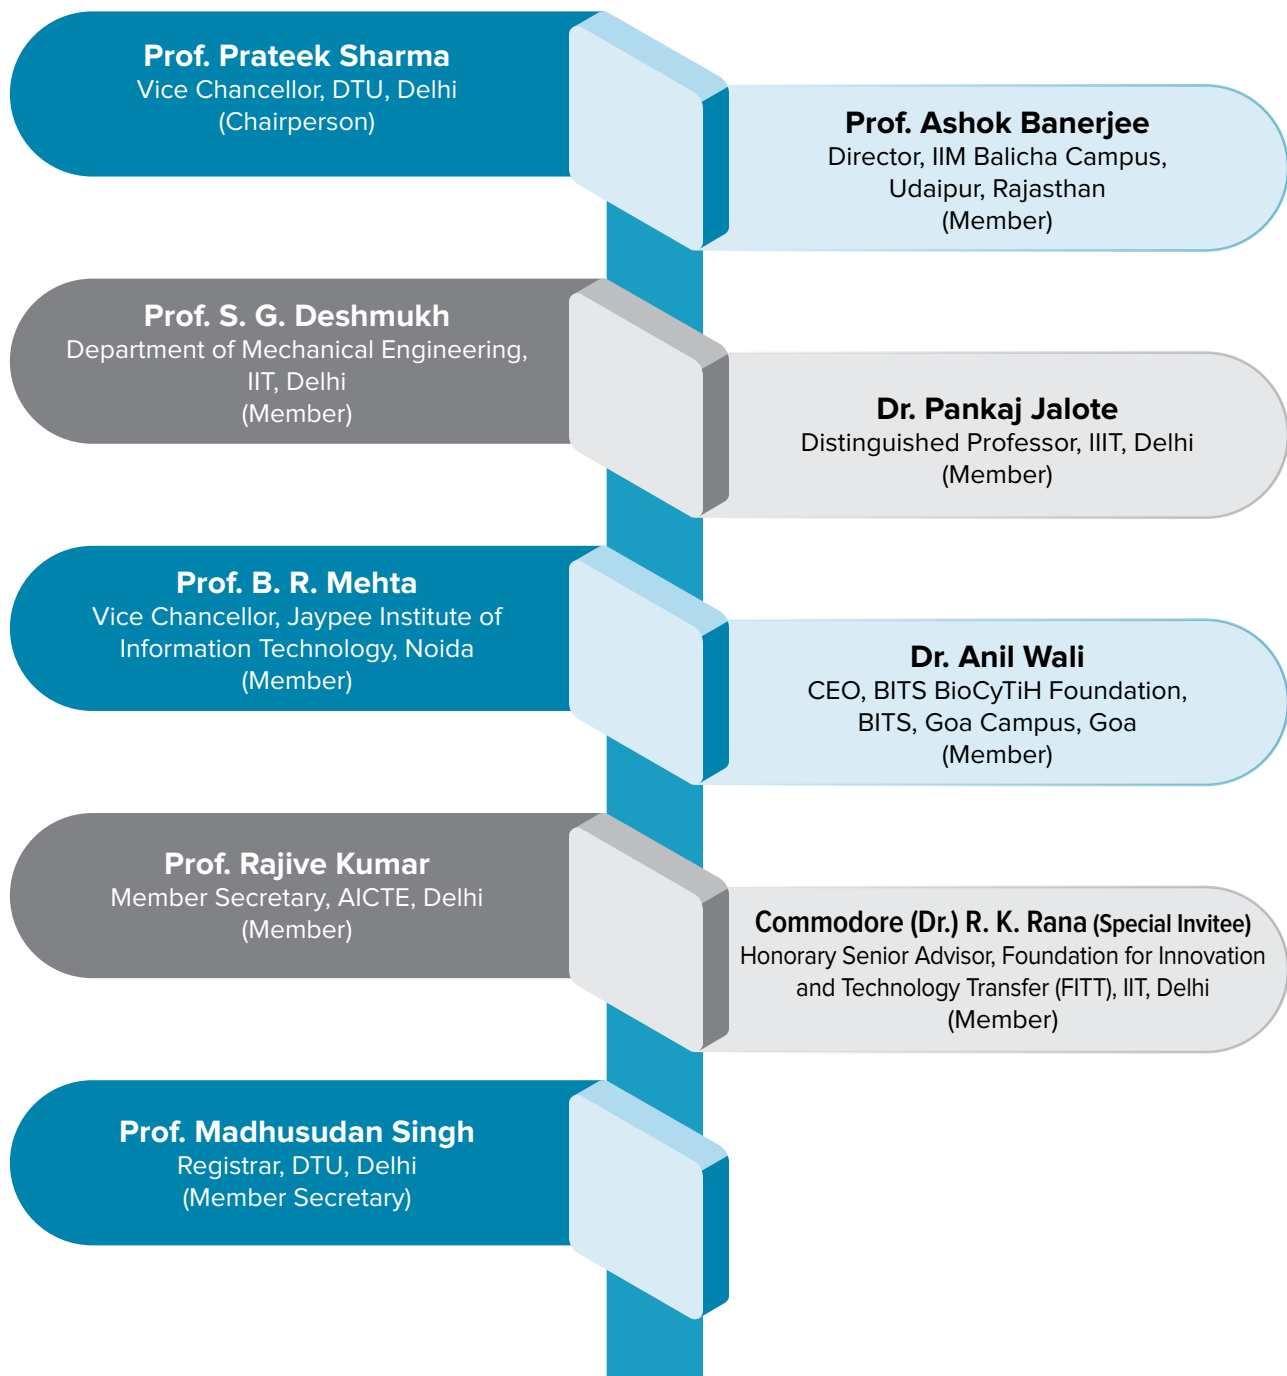 Prof. Prateek Sharma
Vice Chancellor, DTU, Delhi
(Chairperson)
Prof. Ashok Banerjee
Director, IIM Balicha Campus,
Udaipur, Rajasthan
(Member)
Prof. S. G. Deshmukh
Department of Mechanical Engineering,
IIT, Delhi
(Member)
Dr. Pankaj Jalote
Distinguished Professor, IIIT, Delhi
(Member)
Prof. B. R. Mehta
Vice Chancellor, Jaypee Institute of
Information Technology, Noida
(Member)
Dr. Anil Wali
CEO, BITS BioCyTiH Foundation,
BITS, Goa Campus, Goa
(Member)
Prof. Rajive Kumar
Member Secretary, AICTE, Delhi
(Member)
Commodore (Dr.) R. K. Rana (Special Invitee)
Honorary Senior Advisor, Foundation for Innovation
and Technology Transfer (FITT), IIT, Delhi
(Member)
Prof. Madhusudan Singh
Registrar, DTU, Delhi
(Member Secretary)